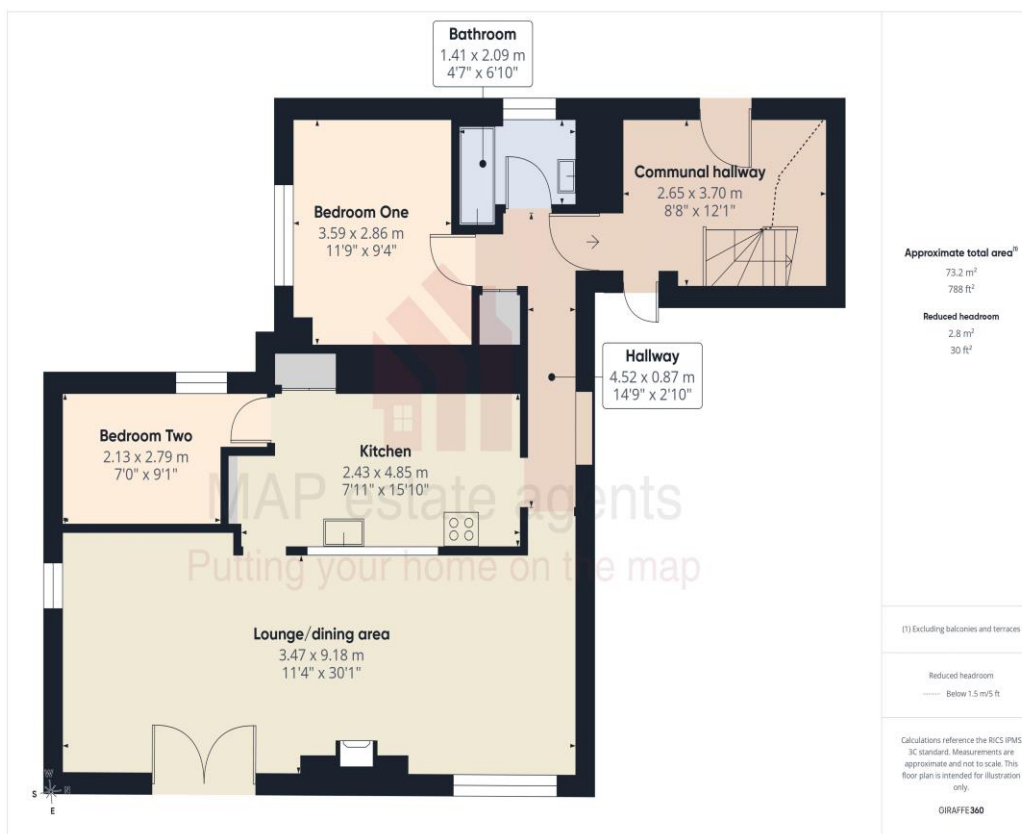 Bathroom
1.41 x 2.09 m
4'7" x 6'10"
Communal hallway
2.65 x 3.70 m
8'8" x 12'1"
Bedroom One
3.59 x 2.86 m
11'9" x 9'4"
Hallway
4.52 x 0.87 m
14'9" x 2'10"
Bedroom Two
2.13 x 2.79 m
7'0" x 9'1"
Kitchen
2.43 x 4.85 m
7'11" x 15'10"
MAP estate agents
Putting your home on the map
Lounge/dining area
3.47 x 9.18 m
11'4" x 30'1"
W
N
S
E
Approximate total area(1)
73.2 m²
788 ft²
Reduced headroom
2.8 m²
30 ft²
(1) Excluding balconies and terraces
Reduced headroom
Below 1.5 m/5 ft
Calculations reference the RICS IPMS
3C standard. Measurements are
approximate and not to scale. This
floor plan is intended for illustration
only.
GIRAFFE360